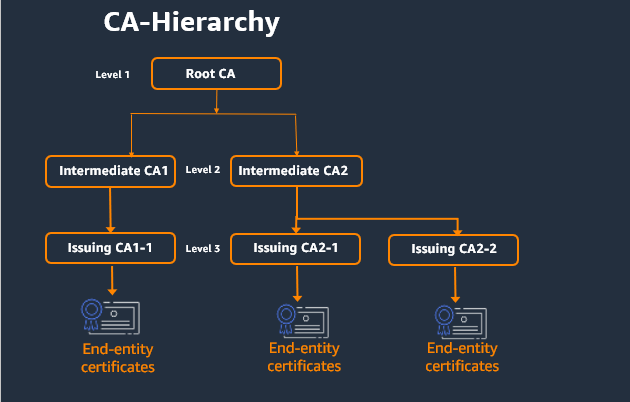 CA-Hierarchy
Level 1
Root CA
Intermediate CA1
Level 2
Intermediate CA2
Issuing CA1-1
Level 3
Issuing CA2-1
Issuing CA2-2
End-entity
certificates
End-entity
certificates
End-entity
certificates